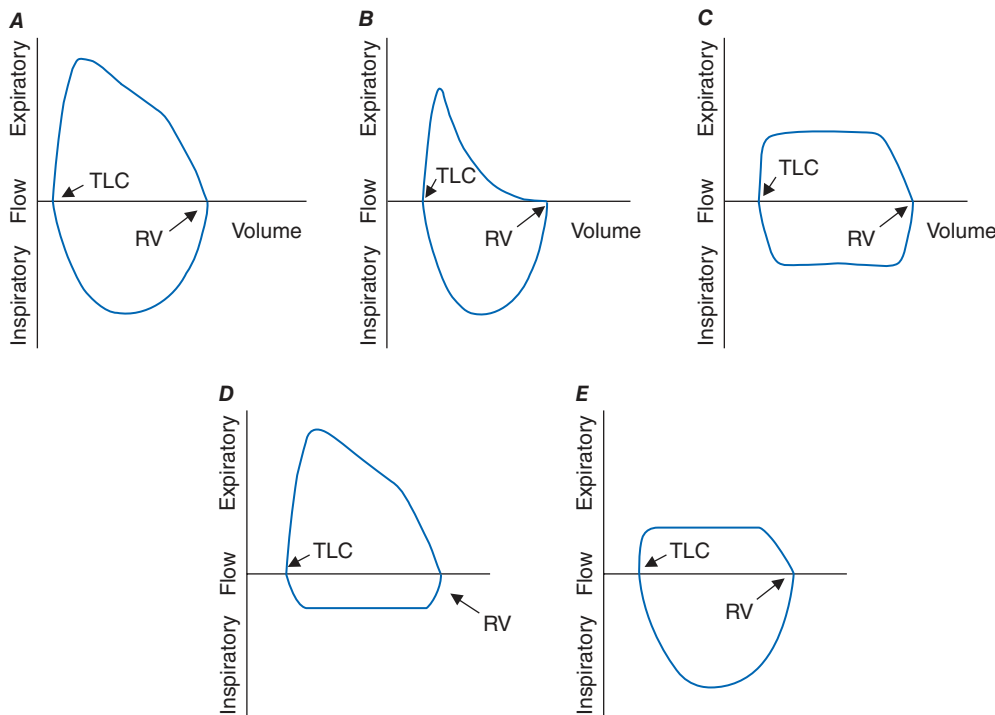 A
Expiratory
Flow
Inspiratory
TLC
RV
Volume
B
Expiratory
Flow
Inspiratory
TLC
RV
C
Expiratory
Flow
Inspiratory
TLC
RV
Volume
D
Expiratory
Flow
Inspiratory
TLC
RV
E
Expiratory
Flow
Inspiratory
TLC
RV